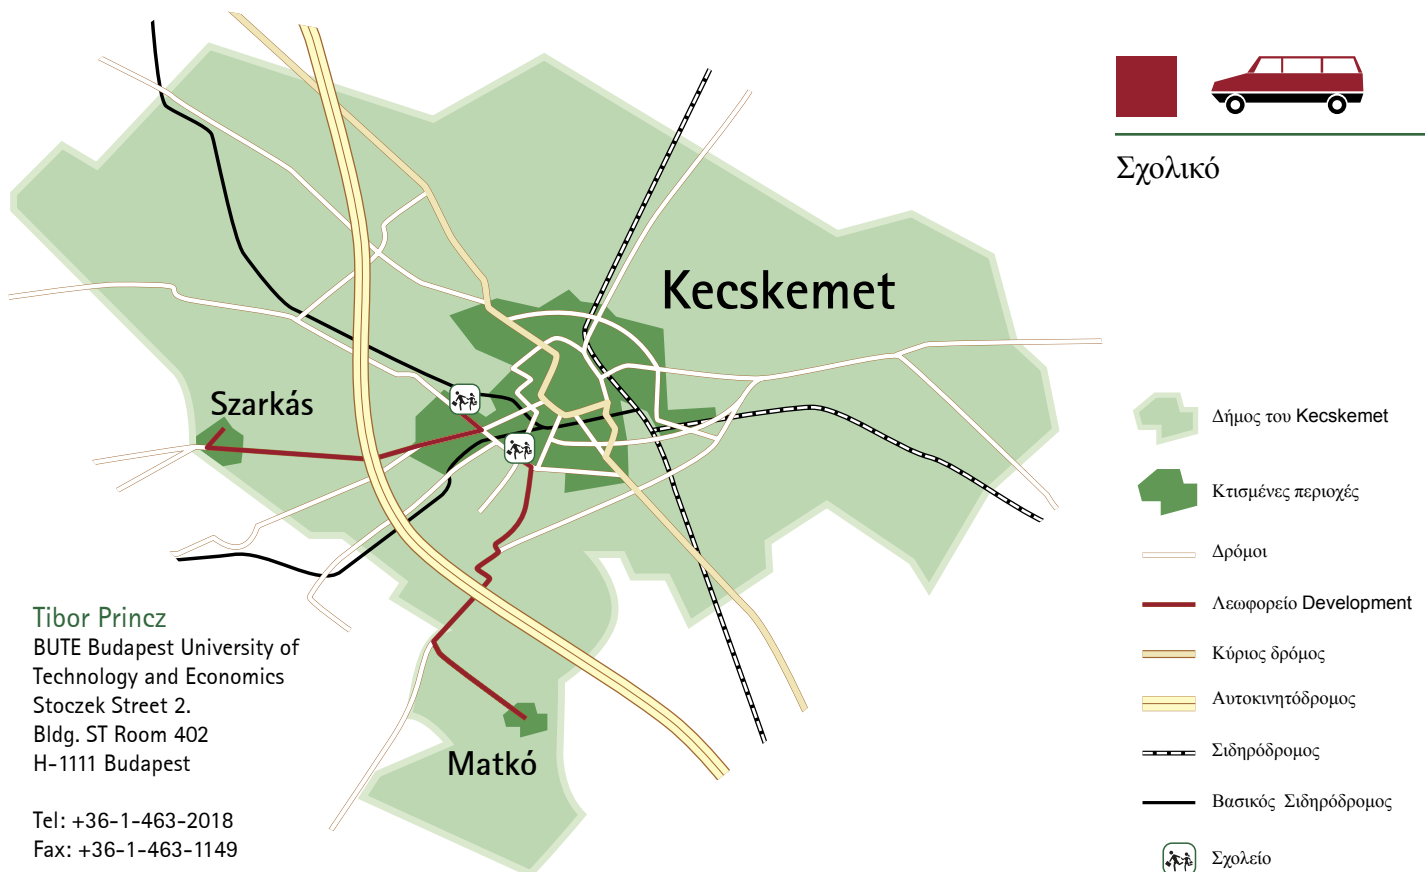 Σχολικό
Kecskemet
Szarkás
Matkó
Δήμος του Kecskemet
Κτισμένες περιοχές
Δρόμοι
Λεωφορείο Development
Κύριος δρόμος
Αυτοκινητόδρομος
Σιδηρόδρομος
Βασικός Σιδηρόδρομος
Σχολείο
Tibor Princz
BUTE Budapest University of
Technology and Economics
Stoczek Street 2.
Bldg. ST Room 402
H-1111 Budapest
Tel: +36-1-463-2018
Fax: +36-1-463-1149